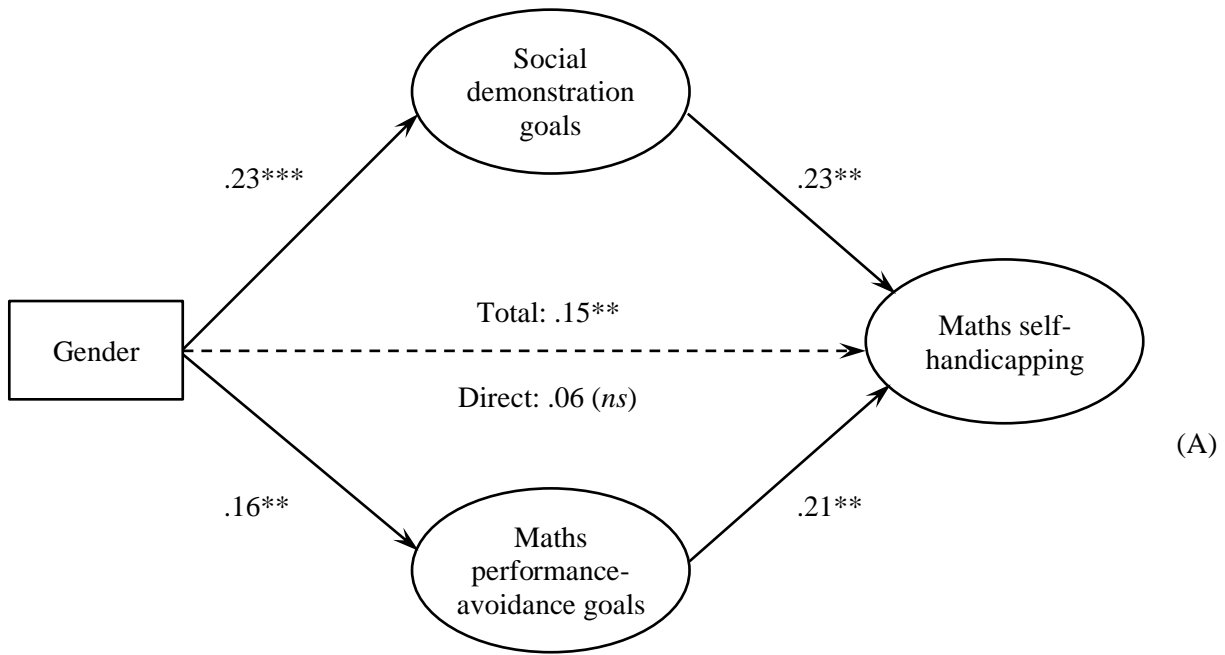 Social
demonstration
goals
.23***
.23**
Gender
Total: .15**
Direct: .06 (ns)
Maths self-
handicapping
(A)
.16**
.21**
Maths
performance-
avoidance goals